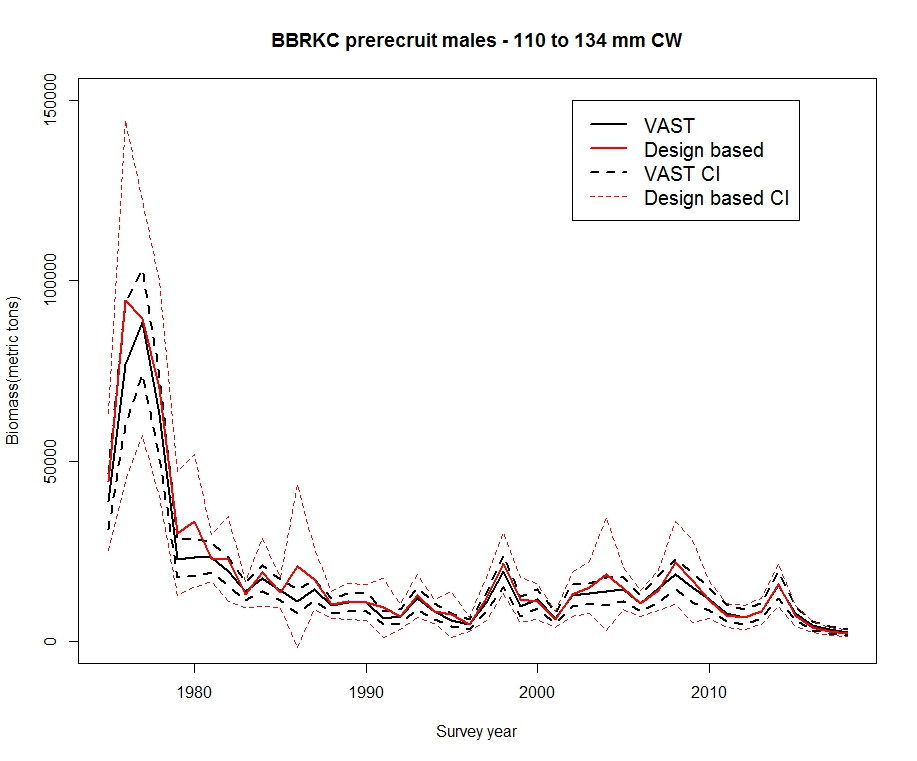 BBRKC prerecruit males - 110 to 134 mm CW
VAST
Design based
VAST CI
Design based CI
150000
100000
50000
0
Biomass(metric tons)
1980
1990
2000
2010
Survey year